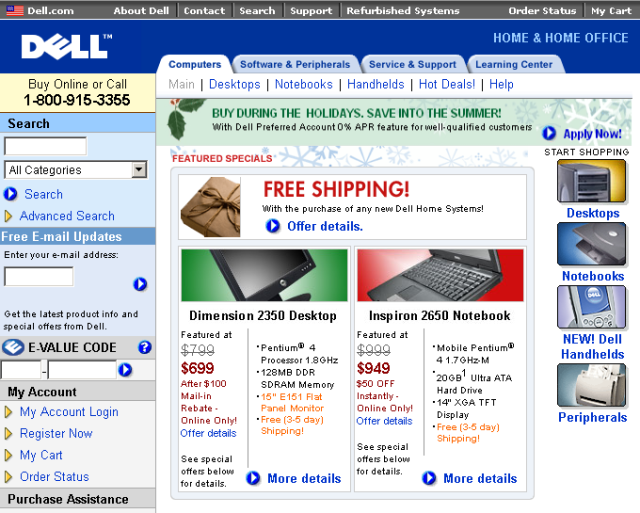 Dell.com
About Dell | Contact | Search | Support | Refurbished Systems
Order Status | My Cart
DELL™
HOME & HOME OFFICE
Computers
Software & Peripherals
Service & Support
Learning Center
Main | Desktops | Notebooks | Handhelds | Hot Deals! | Help
Buy Online or Call
1-800-915-3355
Search
All Categories
Search
Advanced Search
Free E-mail Updates
Enter your e-mail address:
Get the latest product info and
special offers from Dell.
E-VALUE CODE
?
-
My Account
My Account Login
Register Now
My Cart
Order Status
Purchase Assistance
BUY DURING THE HOLIDAYS. SAVE INTO THE SUMMER!
With Dell Preferred Account 0% APR feature for well-qualified customers
Apply Now!
FEATURED SPECIALS
FREE SHIPPING!
With the purchase of any new Dell Home Systems!
Offer details.
Dimension 2350 Desktop
Featured at
$799
$699
After $100
Mail-in
Rebate -
Online Only!
Offer details
See special
offers below
for details.
·Pentium® 4
Processor 1.8GHz
·128MB DDR
SDRAM Memory
·15" E151 Flat
Panel Monitor
·Free (3-5 day)
Shipping!
More details
Inspiron 2650 Notebook
Featured at
$999
$949
$50 OFF
Instantly -
Online Only!
Offer details
See special
offers below
for details.
·Mobile Pentium®
4 1.7GHz-M
·20GB¹ Ultra ATA
Hard Drive
·14" XGA TFT
Display
·Free (3-5 day)
Shipping!
More details
START SHOPPING
Desktops
Notebooks
DELL
NEW! Dell
Handhelds
Peripherals